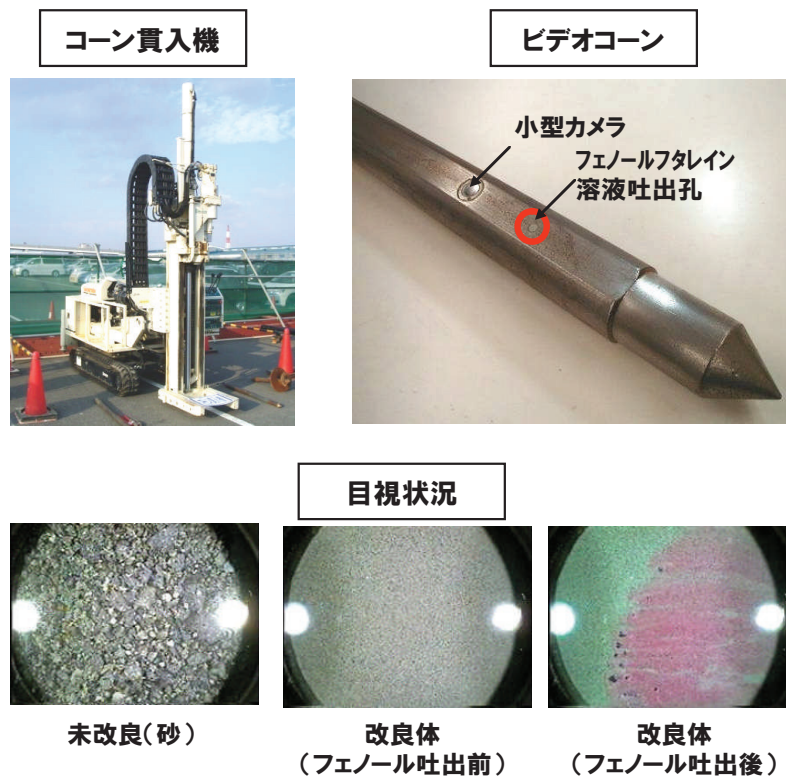 コーン貫入機
ビデオコーン
小型カメラ
フェノールフタレイン
溶液吐出孔
目視状況
未改良(砂)
改良体
(フェノール吐出前)
改良体
(フェノール吐出後)